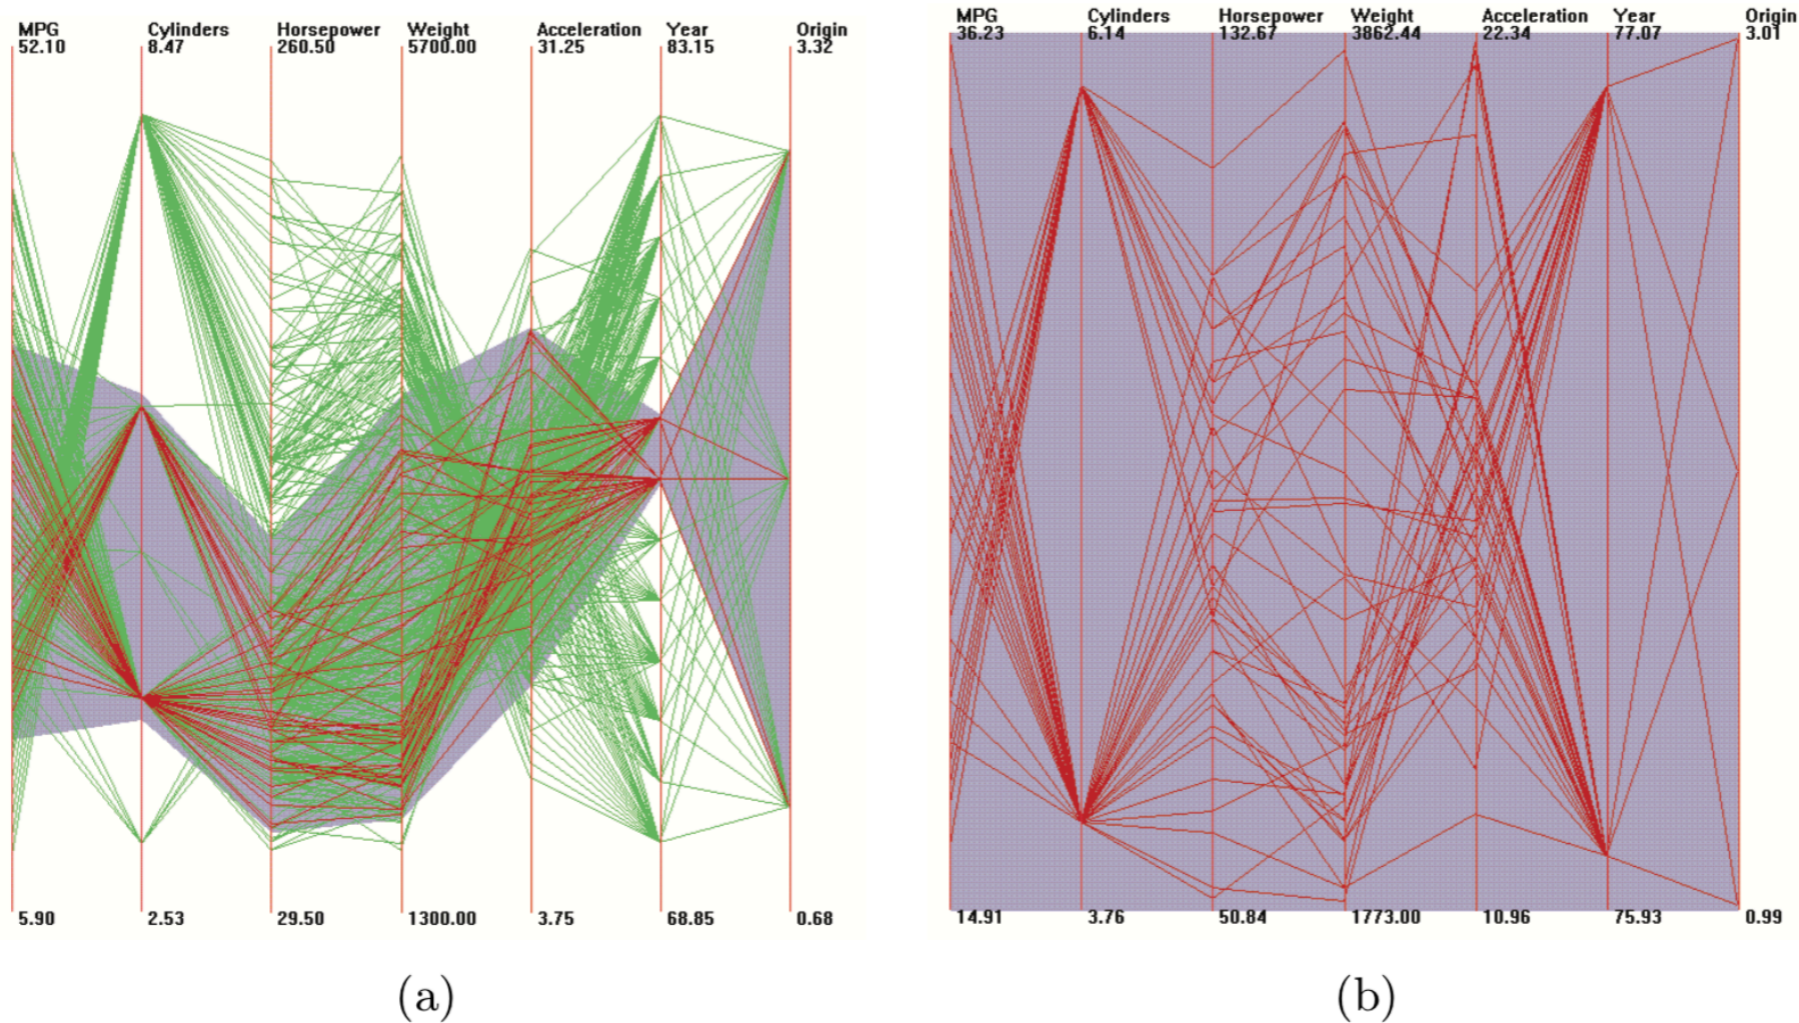 MPG Cylinders Horsepower Weight Acceleration Year Origin
52.10 8.47 260.50 5700.00 31.25 83.15 3.32
5.90 2.53 29.50 1300.00 3.75 68.85 0.68
(a)
MPG Cylinders Horsepower Weight Acceleration Year Origin
36.23 6.14 132.67 3862.44 22.34 77.07 3.01
14.91 3.76 50.84 1773.00 10.96 75.93 0.99
(b)